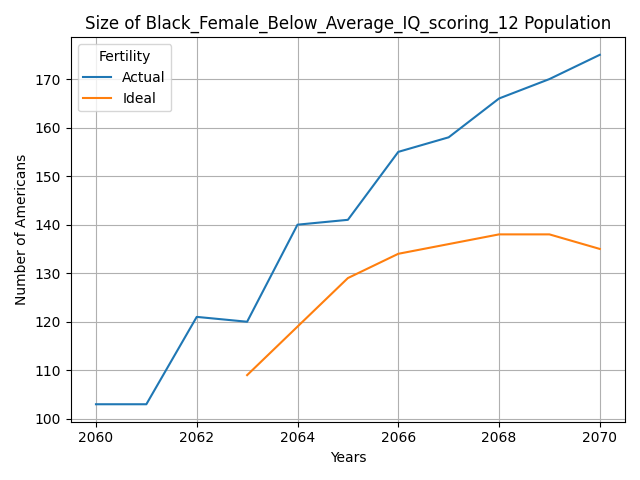 Size of Black_Female_Below_Average_IQ_scoring_12 Population
Fertility
Actual
Ideal
170
160
150
140
130
120
110
100
Number of Americans
2060 2062 2064 2066 2068 2070
Years